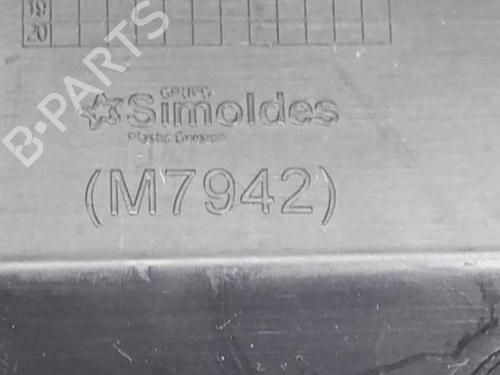 19
20
GRUPO
Simoldes
Plastic Division
(M7942)
B-PARTS